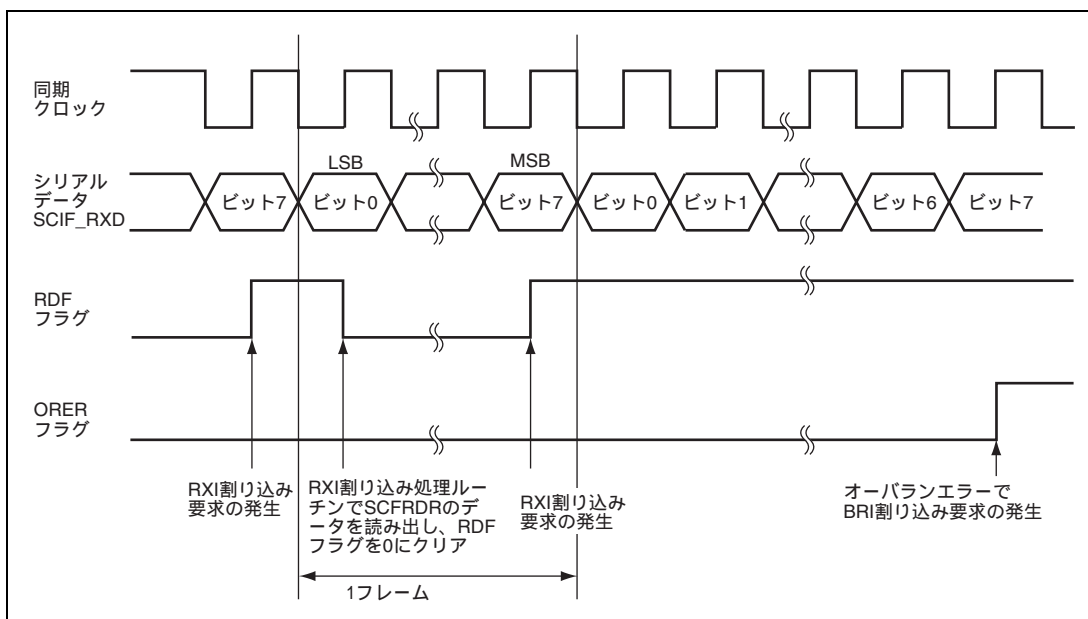 同期
クロック
シリアル
データ
SCIF_RXD
LSB
MSB
ビット7
ビット0
ビット7
ビット0
ビット1
ビット6
ビット7
RDF
フラグ
ORER
フラグ
RXI割り込み
要求の発生
RXI割り込み処理ルー
チンでSCFRDRのデ
ータを読み出し、RDF
フラグを0にクリア
RXI割り込み
要求の発生
オーバランエラーで
BRI割り込み要求の発生
1フレーム